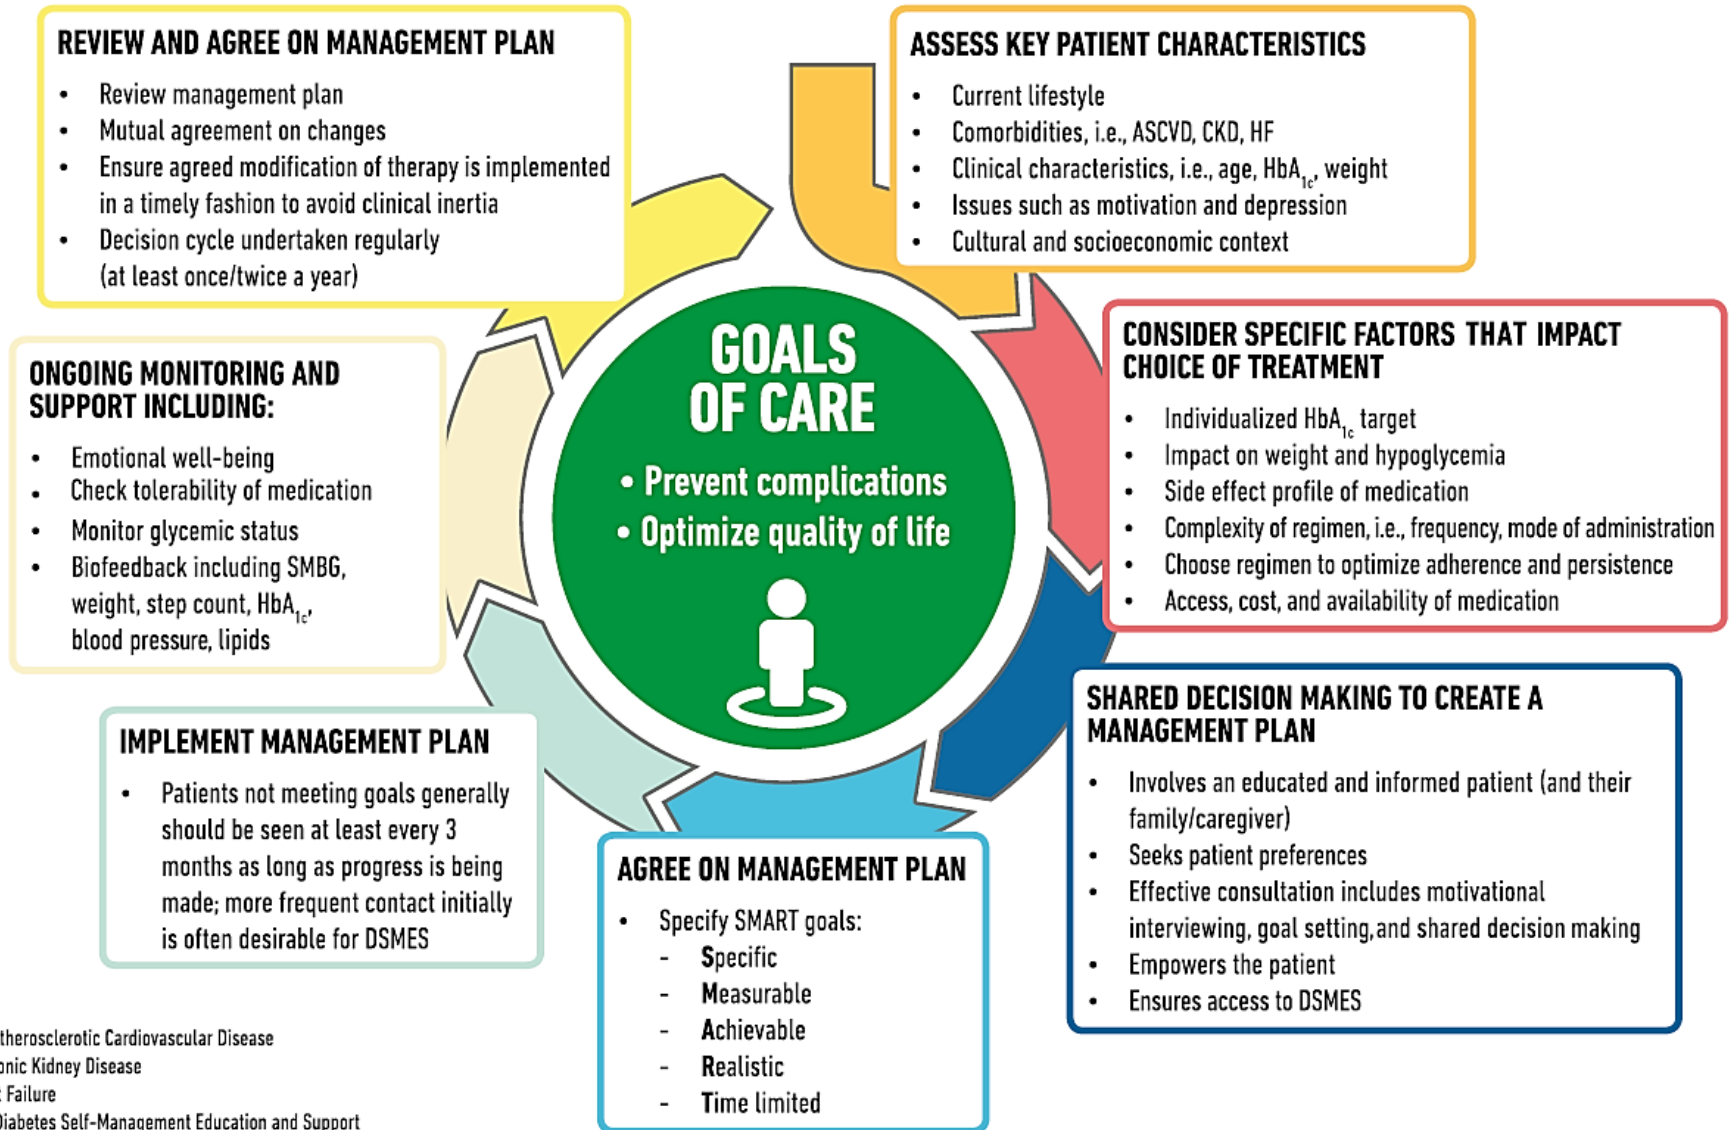 REVIEW AND AGREE ON MANAGEMENT PLAN
• Review management plan
• Mutual agreement on changes
• Ensure agreed modification of therapy is implemented
in a timely fashion to avoid clinical inertia
• Decision cycle undertaken regularly
(at least once/twice a year)
ASSESS KEY PATIENT CHARACTERISTICS
• Current lifestyle
• Comorbidities, i.e., ASCVD, CKD, HF
• Clinical characteristics, i.e., age, HbA1c, weight
• Issues such as motivation and depression
• Cultural and socioeconomic context
CONSIDER SPECIFIC FACTORS THAT IMPACT
CHOICE OF TREATMENT
• Individualized HbA1c target
• Impact on weight and hypoglycemia
• Side effect profile of medication
• Complexity of regimen, i.e., frequency, mode of administration
• Choose regimen to optimize adherence and persistence
• Access, cost, and availability of medication
SHARED DECISION MAKING TO CREATE A
MANAGEMENT PLAN
• Involves an educated and informed patient (and their
family/caregiver)
• Seeks patient preferences
• Effective consultation includes motivational
interviewing, goal setting, and shared decision making
• Empowers the patient
• Ensures access to DSMES
AGREE ON MANAGEMENT PLAN
• Specify SMART goals:
- Specific
- Measurable
- Achievable
- Realistic
- Time limited
IMPLEMENT MANAGEMENT PLAN
• Patients not meeting goals generally
should be seen at least every 3
months as long as progress is being
made; more frequent contact initially
is often desirable for DSMES
ONGOING MONITORING AND
SUPPORT INCLUDING:
• Emotional well-being
• Check tolerability of medication
• Monitor glycemic status
• Biofeedback including SMBG,
weight, step count, HbA1c,
blood pressure, lipids
GOALS
OF CARE
• Prevent complications
• Optimize quality of life
therosclerotic Cardiovascular Disease
onic Kidney Disease
t Failure
Diabetes Self-Management Education and Support